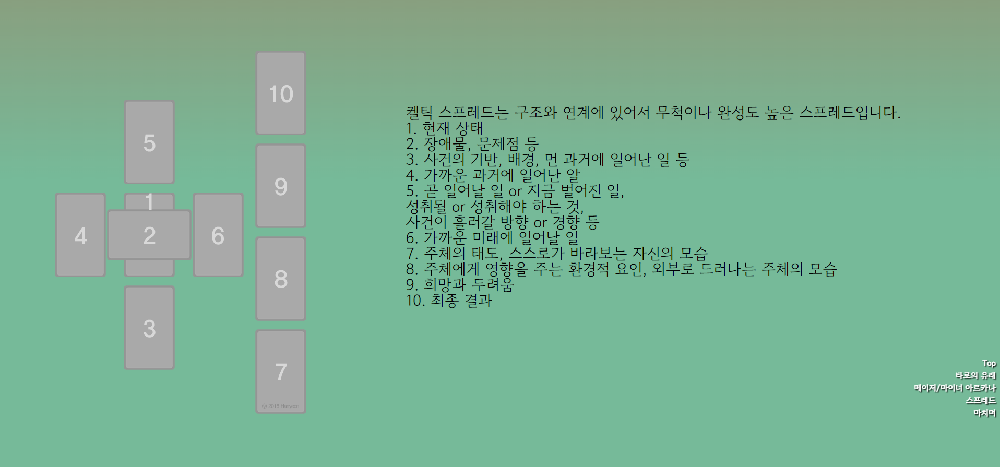 10
5
9
1
4
2
6
8
3
7
© 2016 Hanyeon
켈틱 스프레드는 구조와 연계에 있어서 무척이나 완성도 높은 스프레드입니다.
1. 현재 상태
2. 장애물, 문제점 등
3. 사건의 기반, 배경, 먼 과거에 일어난 일 등
4. 가까운 과거에 일어난 알
5. 곧 일어날 일 or 지금 벌어진 일,
성취될 or 성취해야 하는 것,
사건이 흘러갈 방향 or 경향 등
6. 가까운 미래에 일어날 일
7. 주체의 태도, 스스로가 바라보는 자신의 모습
8. 주체에게 영향을 주는 환경적 요인, 외부로 드러나는 주체의 모습
9. 희망과 두려움
10. 최종 결과
Top
타로의 유래
메이저/마이너 아르카나
스프레드
마치며